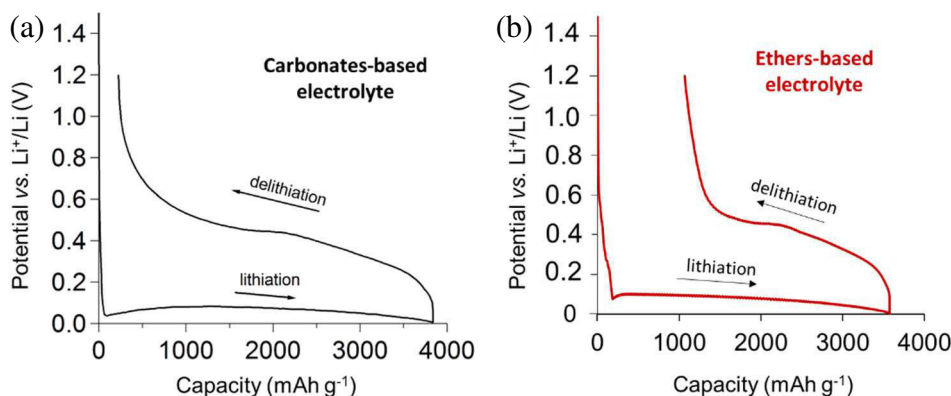 (a)
Potential vs. Li+/Li (V)
1.2
1.0
0.8
0.6
0.4
0.2
0.0
Carbonates-based
electrolyte
delithiation
lithiation
0
1000
2000
3000
4000
Capacity (mAh g-1)
(b)
Potential vs. Li+/Li (V)
1.4
1.2
1
0.8
0.6
0.4
0.2
0
Ethers-based
electrolyte
delithiation
lithiation
0
1000
2000
3000
4000
Capacity (mAh g-1)